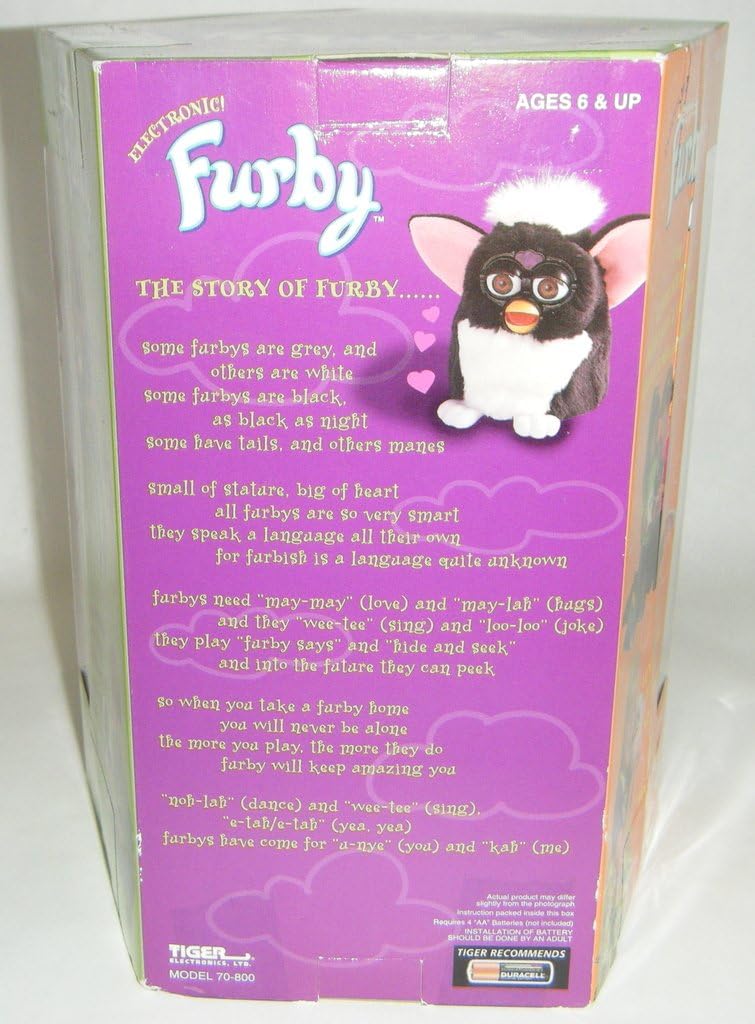 ELECTRONIC!
Furby™
AGES 6 & UP
THE STORY OF FURBY......
some furbys are grey, and
others are white
some furbys are black,
as black as night
some have tails, and others manes
small of stature, big of heart
all furbys are so very smart
they speak a language all their own
for furbish is a language quite unknown
furbys need "may-may" (love) and "may-lah" (hugs)
and they "wee-tee" (sing) and "loo-loo" (joke)
they play "furby says" and "hide and seek"
and into the future they can peek
so when you take a furby home
you will never be alone
the more you play, the more they do
furby will keep amazing you
"noh-lah" (dance) and "wee-tee" (sing),
"e-tah/e-tah" (yea, yea)
furbys have come for "u-nye" (you) and "kah" (me)
Actual product may differ
slightly from the photograph
Instruction packed inside this box
Requires 4 "AA" Batteries (not included)
INSTALLATION OF BATTERY
SHOULD BE DONE BY AN ADULT
TIGER RECOMMENDS
DURACELL
TIGER
ELECTRONICS, LTD.
MODEL 70-800